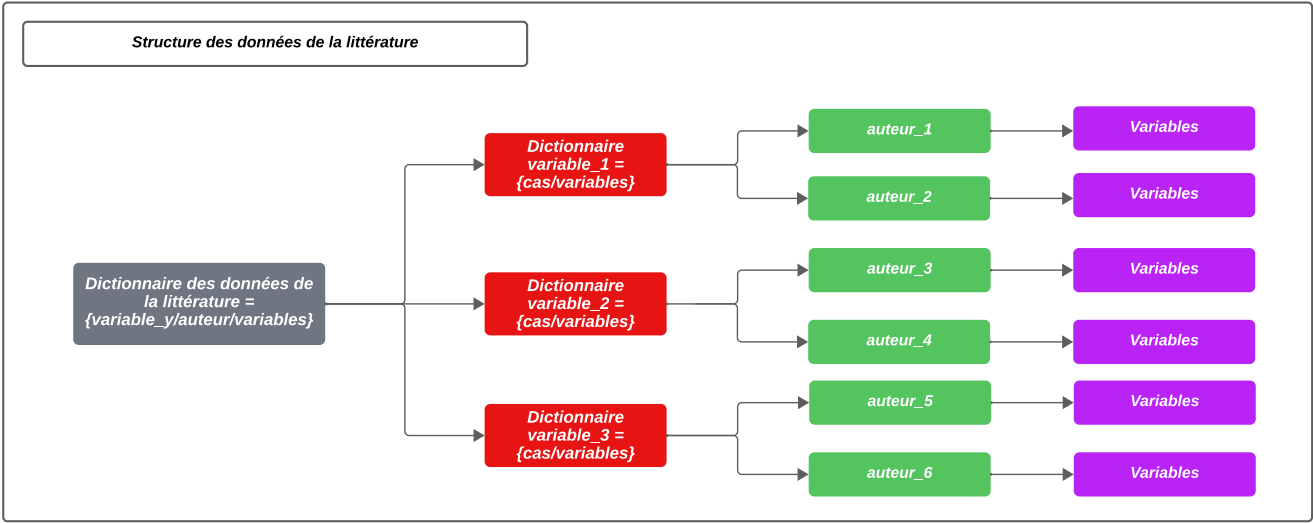 Structure des données de la littérature
Dictionnaire des données de
la littérature =
{variable_y/auteur/variables}
Dictionnaire
variable_1 =
{cas/variables}
auteur_1
Variables
auteur_2
Variables
Dictionnaire
variable_2 =
{cas/variables}
auteur_3
Variables
auteur_4
Variables
Dictionnaire
variable_3 =
{cas/variables}
auteur_5
Variables
auteur_6
Variables